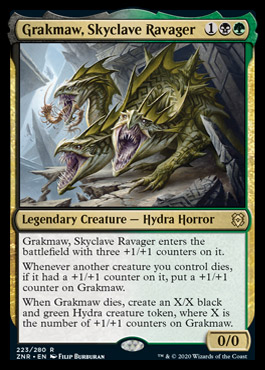 Grakmaw, Skyclave Ravager 1
Legendary Creature — Hydra Horror
Grakmaw, Skyclave Ravager enters the
battlefield with three +1/+1 counters on it.
Whenever another creature you control dies,
if it had a +1/+1 counter on it, put a +1/+1
counter on Grakmaw.
When Grakmaw dies, create an X/X black
and green Hydra creature token, where X is
the number of +1/+1 counters on Grakmaw.
0/0
223/280 R
ZNR • EN Filip Burburan
™ & © 2020 Wizards of the Coast